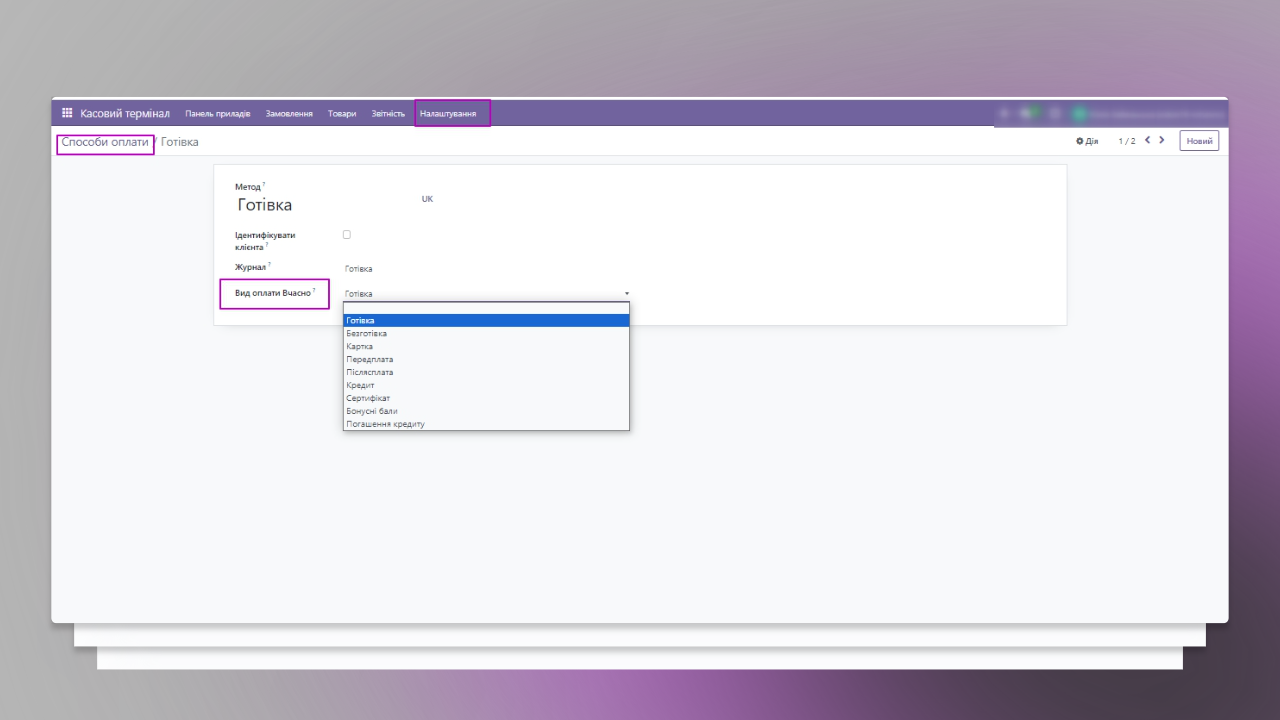 Касовий термінал Панель приладів Замовлення Товари Звітність Налаштування
Способи оплати / Готівка Дія 1 / 2 Новий
Метод ?
Готівка UK
Ідентифікувати
клієнта ?
Журнал ? Готівка
Вид оплати Вчасно ? Готівка
Готівка
Безготівка
Картка
Передплата
Післясплата
Кредит
Сертифікат
Бонусні бали
Погашення кредиту